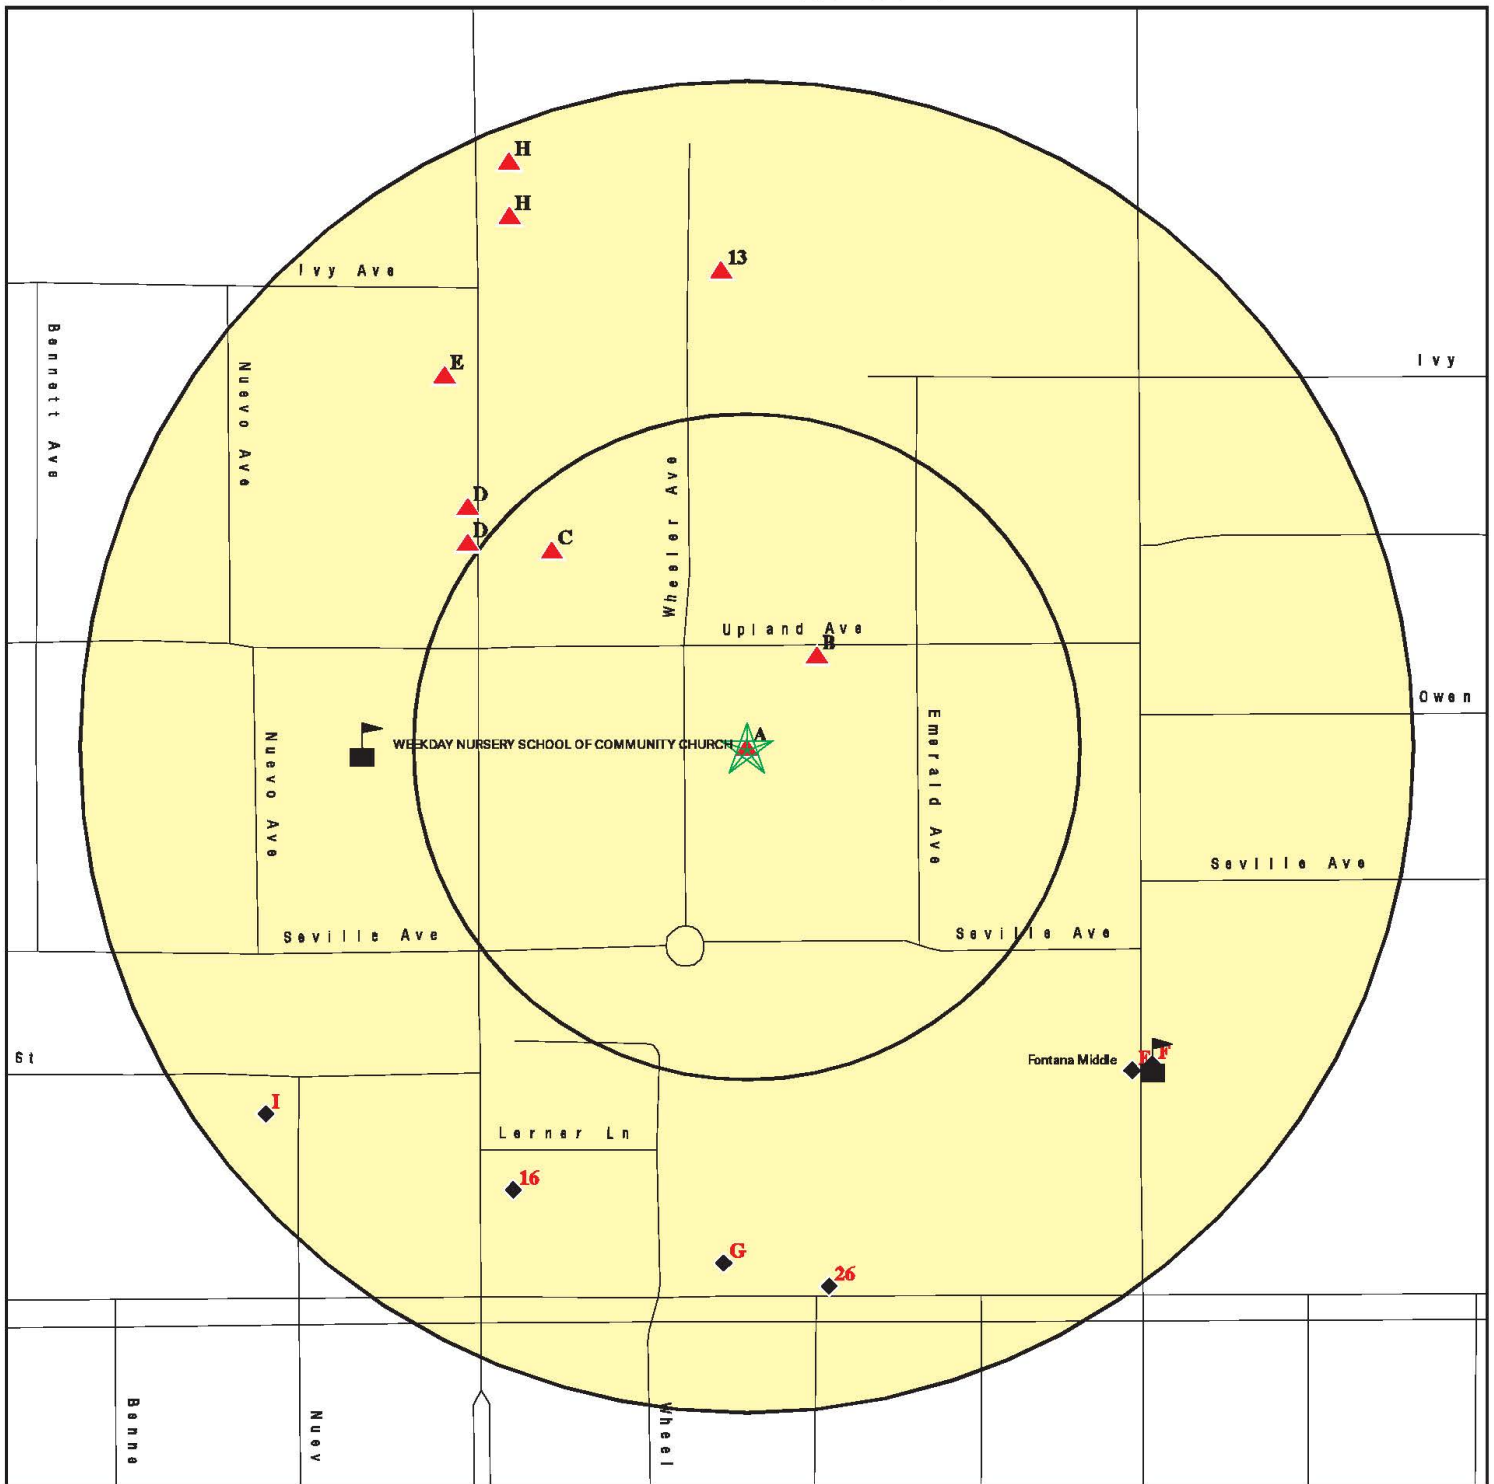 H
H
13
Ivy Ave
Bennett Ave
Nuevo Ave
E
Ivy
D
D
C
Wheeler Ave
Upland Ave
B
Owen
A
WEEKDAY NURSERY SCHOOL OF COMMUNITY CHURCH
Nuevo Ave
Emerald Ave
Seville Ave
Seville Ave
Seville Ave
St
Fontana Middle
F
F
I
Lerner Ln
16
G
26
Benne
Nuev
Wheel